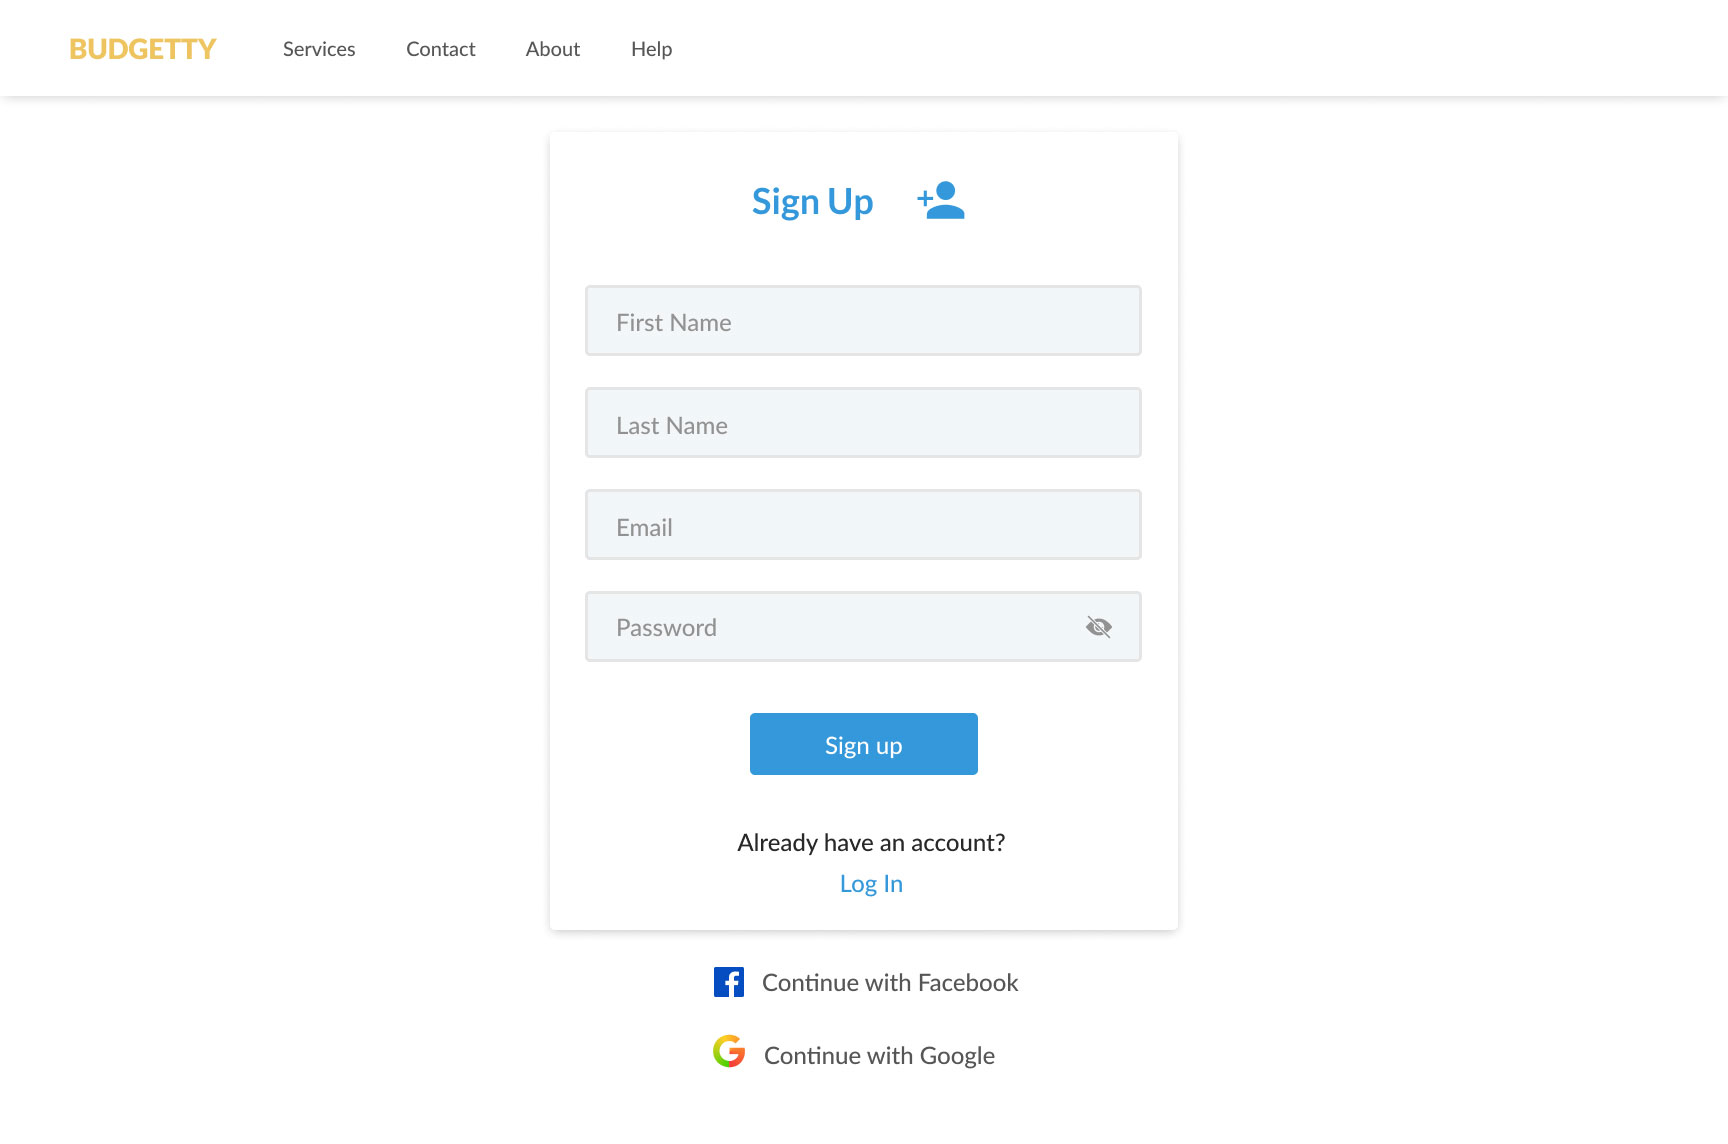 BUDGETTY Services Contact About Help
Sign Up
First Name
Last Name
Email
Password
Sign up
Already have an account?
Log In
Continue with Facebook
Continue with Google